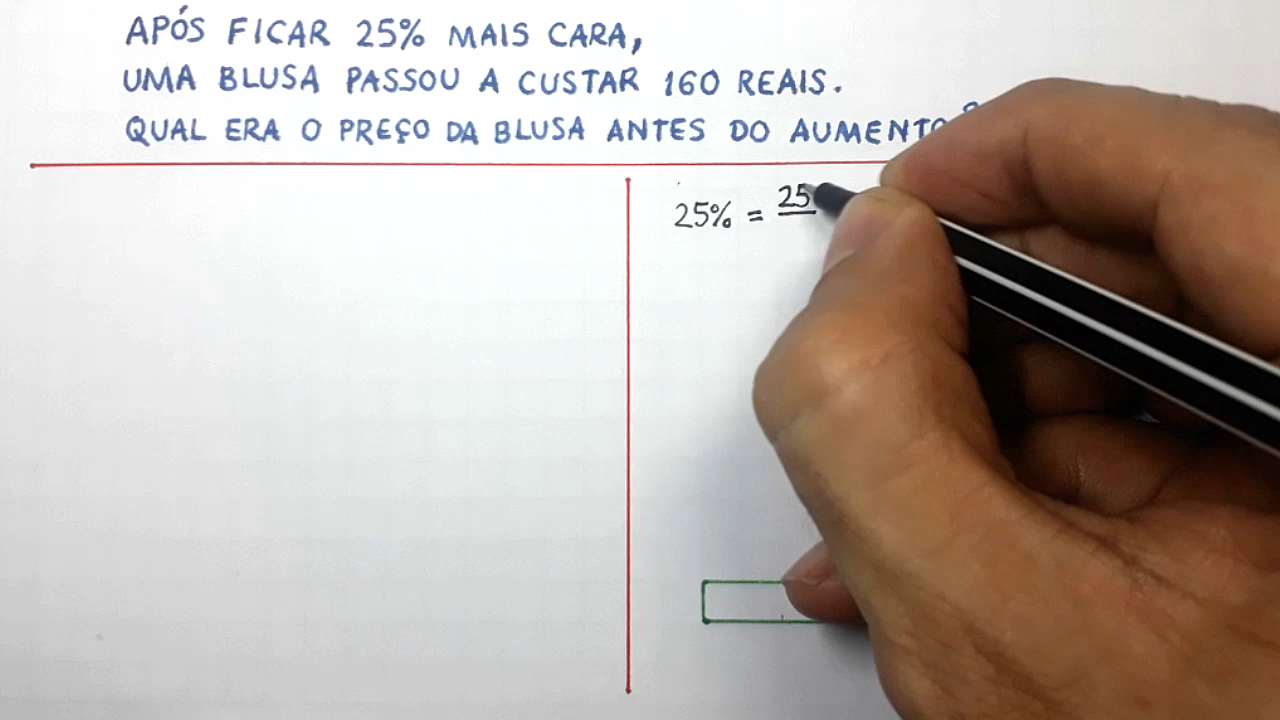 APÓS FICAR 25% MAIS CARA,
UMA BLUSA PASSOU A CUSTAR 160 REAIS.
QUAL ERA O PREÇO DA BLUSA ANTES DO AUMENTO?
25% = 25